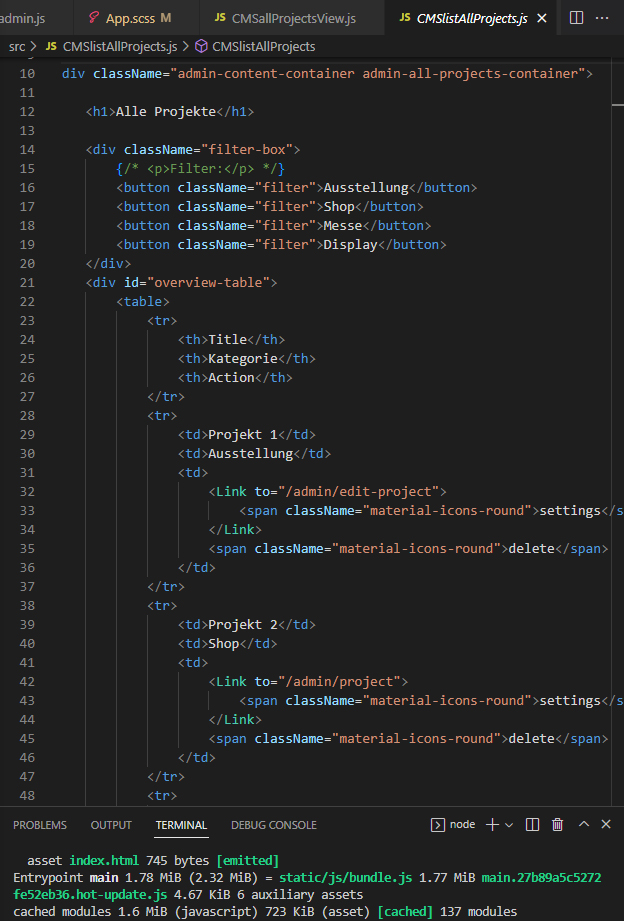 admin.js App.scss M JS CMSallProjectsView.js JS CMSlistAllProjects.js
src > JS CMSlistAllProjects.js > CMSlistAllProjects
10 div className="admin-content-container admin-all-projects-container">
11
12 <h1>Alle Projekte</h1>
13
14 <div className="filter-box">
15 {/* <p>Filter:</p> */}
16 <button className="filter">Ausstellung</button>
17 <button className="filter">Shop</button>
18 <button className="filter">Messe</button>
19 <button className="filter">Display</button>
20 </div>
21 <div id="overview-table">
22 <table>
23 <tr>
24 <th>Title</th>
25 <th>Kategorie</th>
26 <th>Action</th>
27 </tr>
28 <tr>
29 <td>Projekt 1</td>
30 <td>Ausstellung</td>
31 <td>
32 <Link to="/admin/edit-project">
33 <span className="material-icons-round">settings</s
34 </Link>
35 <span className="material-icons-round">delete</span>
36 </td>
37 </tr>
38 <tr>
39 <td>Projekt 2</td>
40 <td>Shop</td>
41 <td>
42 <Link to="/admin/project">
43 <span className="material-icons-round">settings</s
44 </Link>
45 <span className="material-icons-round">delete</span>
46 </td>
47 </tr>
48 <tr>
PROBLEMS OUTPUT TERMINAL DEBUG CONSOLE node
asset index.html 745 bytes [emitted]
Entrypoint main 1.78 MiB (2.32 MiB) = static/js/bundle.js 1.77 MiB main.27b89a5c5272
fe52eb36.hot-update.js 4.67 KiB 6 auxiliary assets
cached modules 1.6 MiB (javascript) 723 KiB (asset) [cached] 137 modules